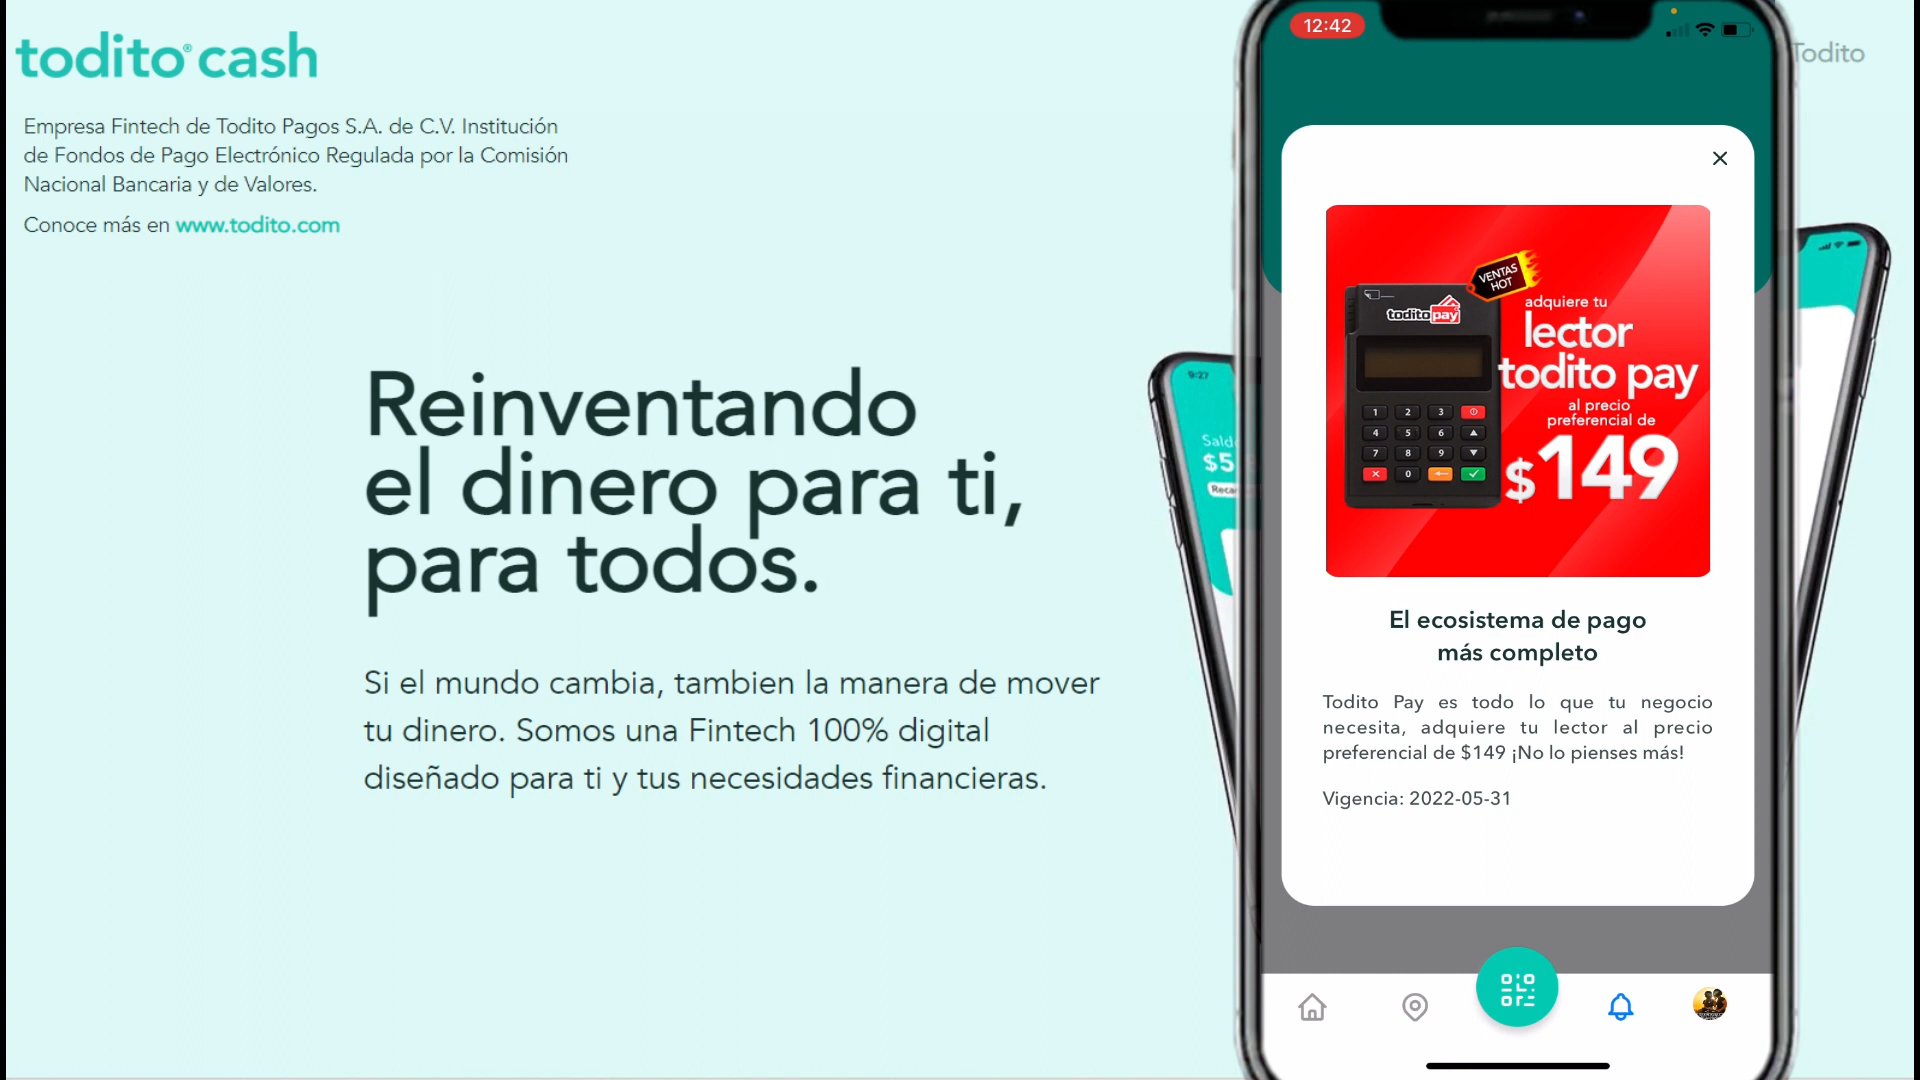 todito® cash
Empresa Fintech de Todito Pagos S.A. de C.V. Institución
de Fondos de Pago Electrónico Regulada por la Comisión
Nacional Bancaria y de Valores.
Conoce más en www.todito.com
Reinventando
el dinero para ti,
para todos.
Si el mundo cambia, tambien la manera de mover
tu dinero. Somos una Fintech 100% digital
diseñado para ti y tus necesidades financieras.
9:27
$5
12:42
Todito
VENTAS
HOT
todito pay
1 2 3
4 5 6
7 8 9
0
adquiere tu
lector
todito pay
al precio
preferencial de
$149
El ecosistema de pago
más completo
Todito Pay es todo lo que tu negocio
necesita, adquiere tu lector al precio
preferencial de $149 ¡No lo pienses más!
Vigencia: 2022-05-31